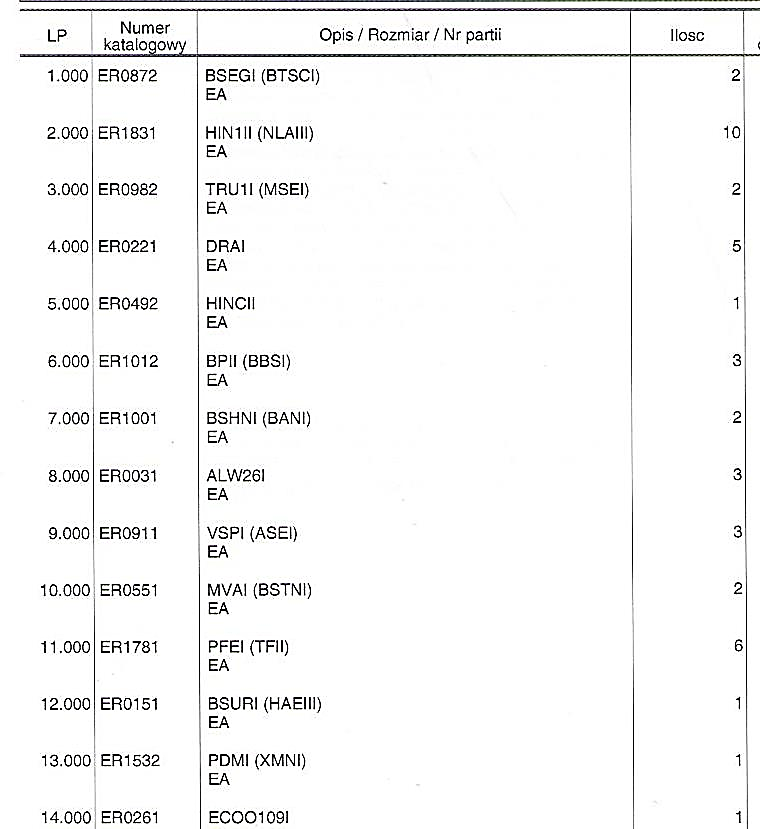 LP Numer katalogowy Opis / Rozmiar / Nr partii Ilosc
1.000 ER0872 BSEGI (BTSCI) 2
EA
2.000 ER1831 HIN1II (NLAIII) 10
EA
3.000 ER0982 TRU1I (MSEI) 2
EA
4.000 ER0221 DRAI 5
EA
5.000 ER0492 HINCII 1
EA
6.000 ER1012 BPII (BBSI) 3
EA
7.000 ER1001 BSHNI (BANI) 2
EA
8.000 ER0031 ALW26I 3
EA
9.000 ER0911 VSPI (ASEI) 3
EA
10.000 ER0551 MVAI (BSTNI) 2
EA
11.000 ER1781 PFEI (TFII) 6
EA
12.000 ER0151 BSURI (HAEIII) 1
EA
13.000 ER1532 PDMI (XMNI) 1
EA
14.000 ER0261 ECOO109I 1